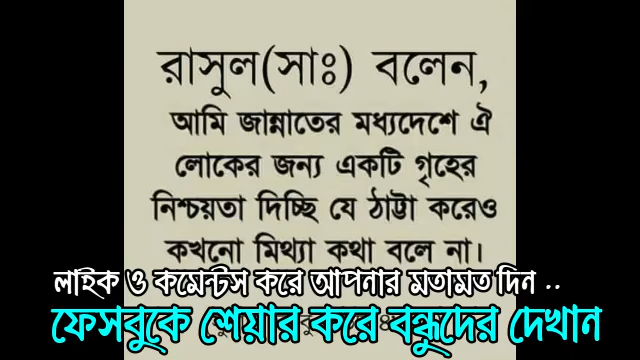 রাসুল(সাঃ) বলেন,
আমি জান্নাতের মধ্যদেশে ঐ
লোকের জন্য একটি গৃহের
নিশ্চয়তা দিচ্ছি যে ঠাট্টা করেও
কখনো মিথ্যা কথা বলে না।
লাইক ও কমেন্টস করে আপনার মতামত দিন ..
ফেসবুকে শেয়ার করে বন্ধুদের দেখান